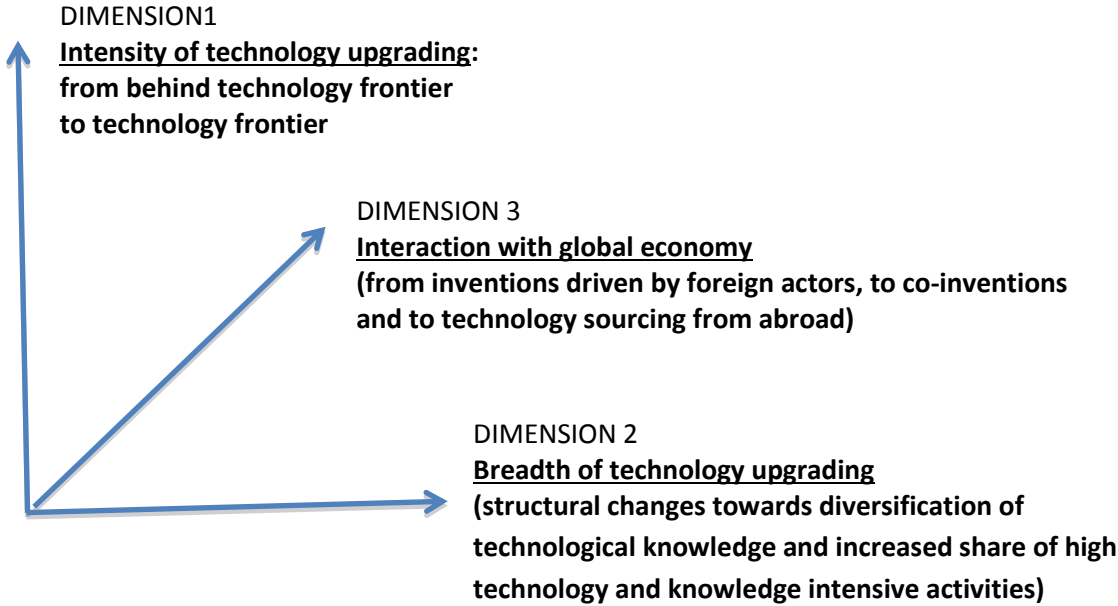 DIMENSION1
Intensity of technology upgrading:
from behind technology frontier
to technology frontier
DIMENSION 3
Interaction with global economy
(from inventions driven by foreign actors, to co-inventions
and to technology sourcing from abroad)
DIMENSION 2
Breadth of technology upgrading
(structural changes towards diversification of
technological knowledge and increased share of high
technology and knowledge intensive activities)